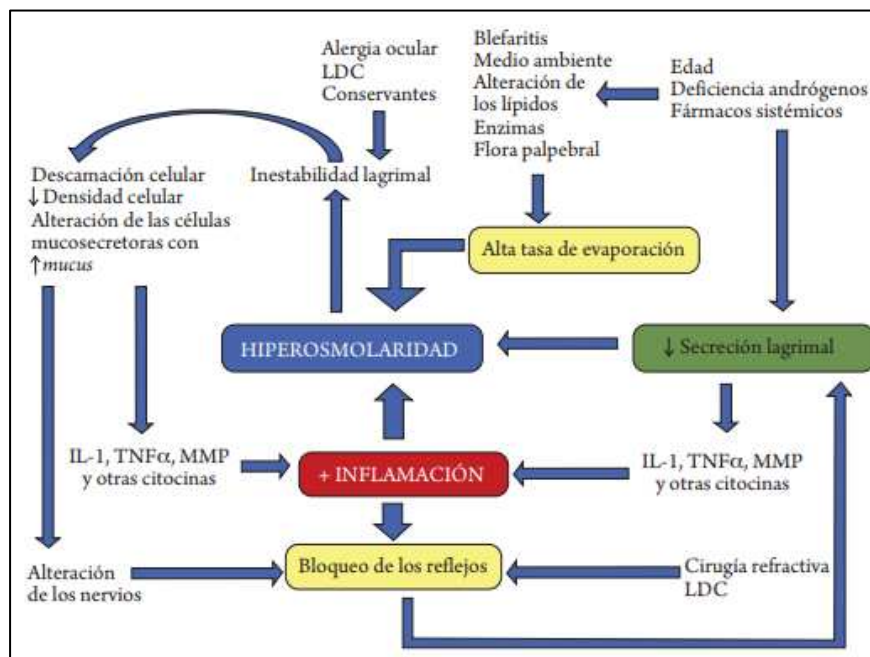 Alergia ocular
LDC
Conservantes
Blefaritis
Medio ambiente
Alteración de
los lípidos
Enzimas
Flora palpebral
Edad
Deficiencia andrógenos
Fármacos sistémicos
Descamación celular
↓ Densidad celular
Alteración de las células
mucosecretoras con
↑ mucus
Inestabilidad lagrimal
Alta tasa de evaporación
HIPEROSMOLARIDAD
↓ Secreción lagrimal
IL-1, TNFα, MMP
y otras citocinas
+ INFLAMACIÓN
IL-1, TNFα, MMP
y otras citocinas
Alteración
de los nervios
Bloqueo de los reflejos
Cirugía refractiva
LDC